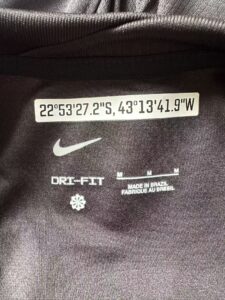 22°53'27.2"S, 43°13'41.9"W
DRI-FIT
M M M
MADE IN BRAZIL
FABRIQUÉ AU BRÉSIL